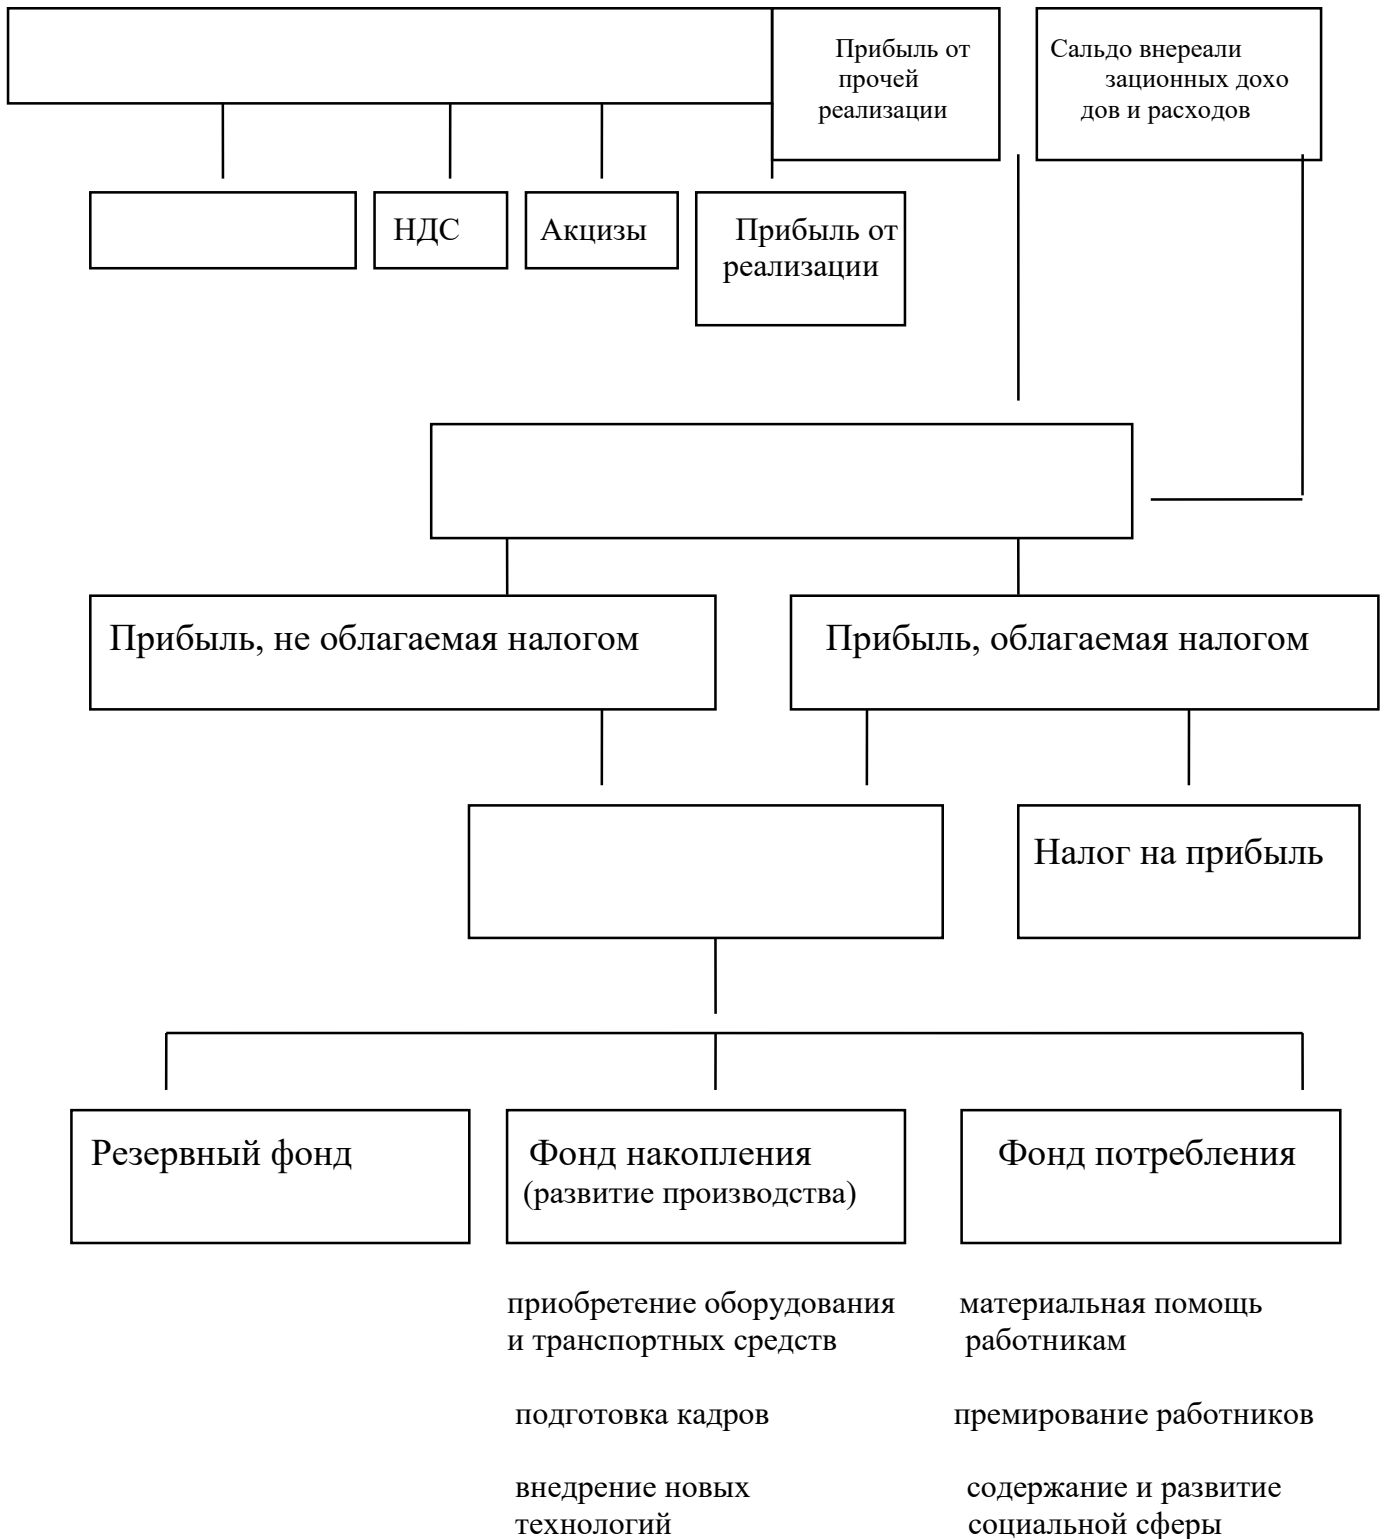 Прибыль от
прочей
реализации
Сальдо внереали
зационных дохо
дов и расходов
НДС
Акцизы
Прибыль от
реализации
Прибыль, не облагаемая налогом
Прибыль, облагаемая налогом
Налог на прибыль
Резервный фонд
Фонд накопления
(развитие производства)
Фонд потребления
приобретение оборудования
и транспортных средств
материальная помощь
работникам
подготовка кадров
премирование работников
внедрение новых
технологий
содержание и развитие
социальной сферы